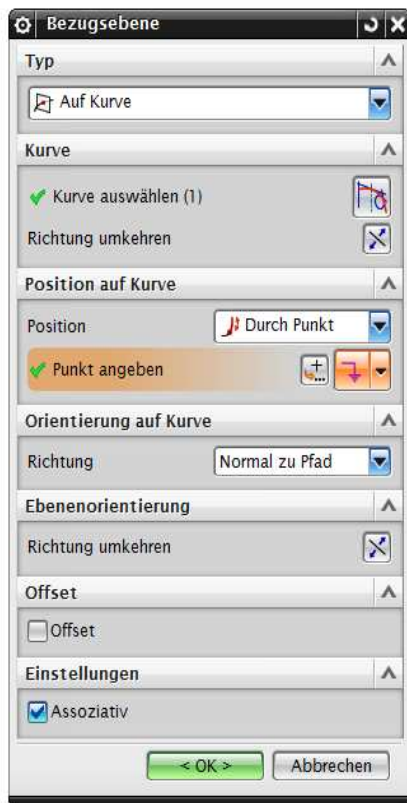 Bezugsebene
Typ
Auf Kurve
Kurve
Kurve auswählen (1)
Richtung umkehren
Position auf Kurve
Position Durch Punkt
Punkt angeben
Orientierung auf Kurve
Richtung Normal zu Pfad
Ebenenorientierung
Richtung umkehren
Offset
Offset
Einstellungen
Assoziativ
< OK > Abbrechen